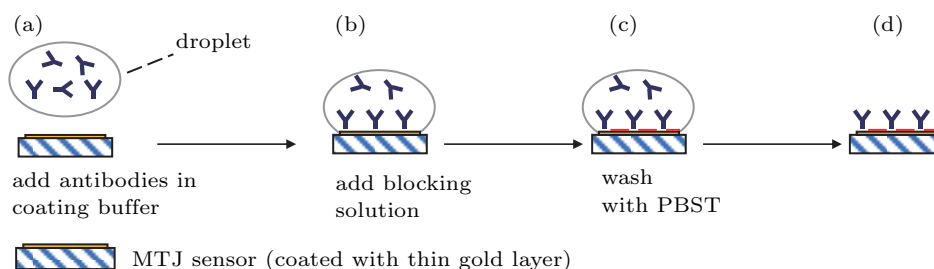 (a)
(b)
(c)
(d)
droplet
add antibodies in
coating buffer
add blocking
solution
wash
with PBST
MTJ sensor (coated with thin gold layer)